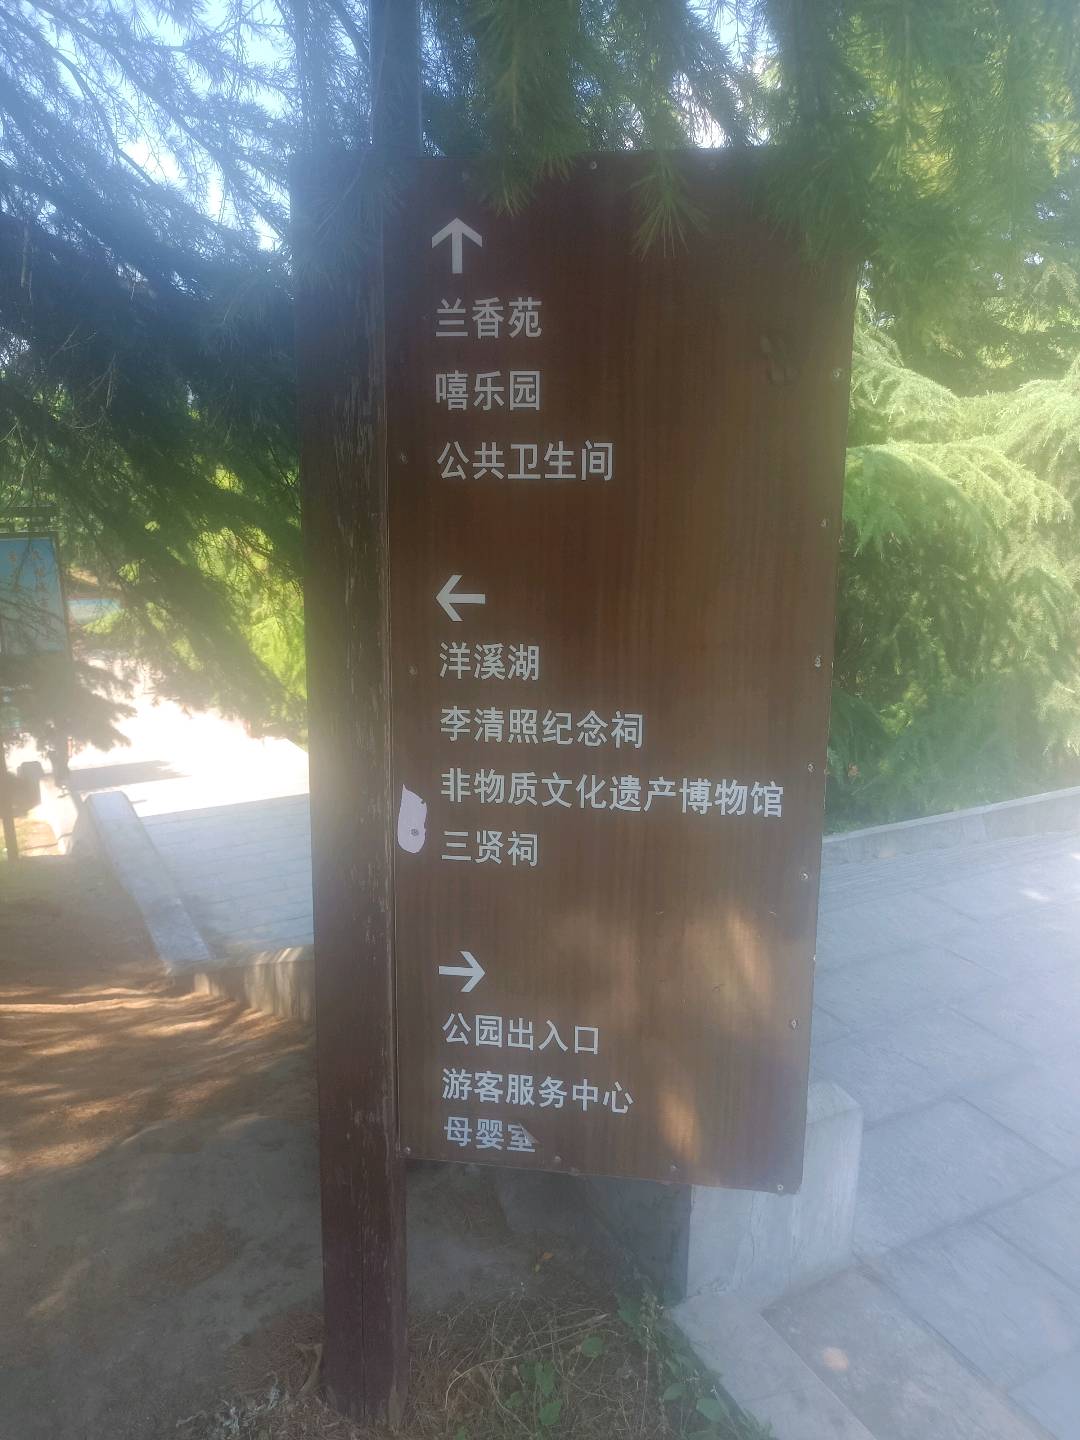 兰香苑
嘻乐园
公共卫生间
洋溪湖
李清照纪念祠
非物质文化遗产博物馆
三贤祠
公园出入口
游客服务中心
母婴室